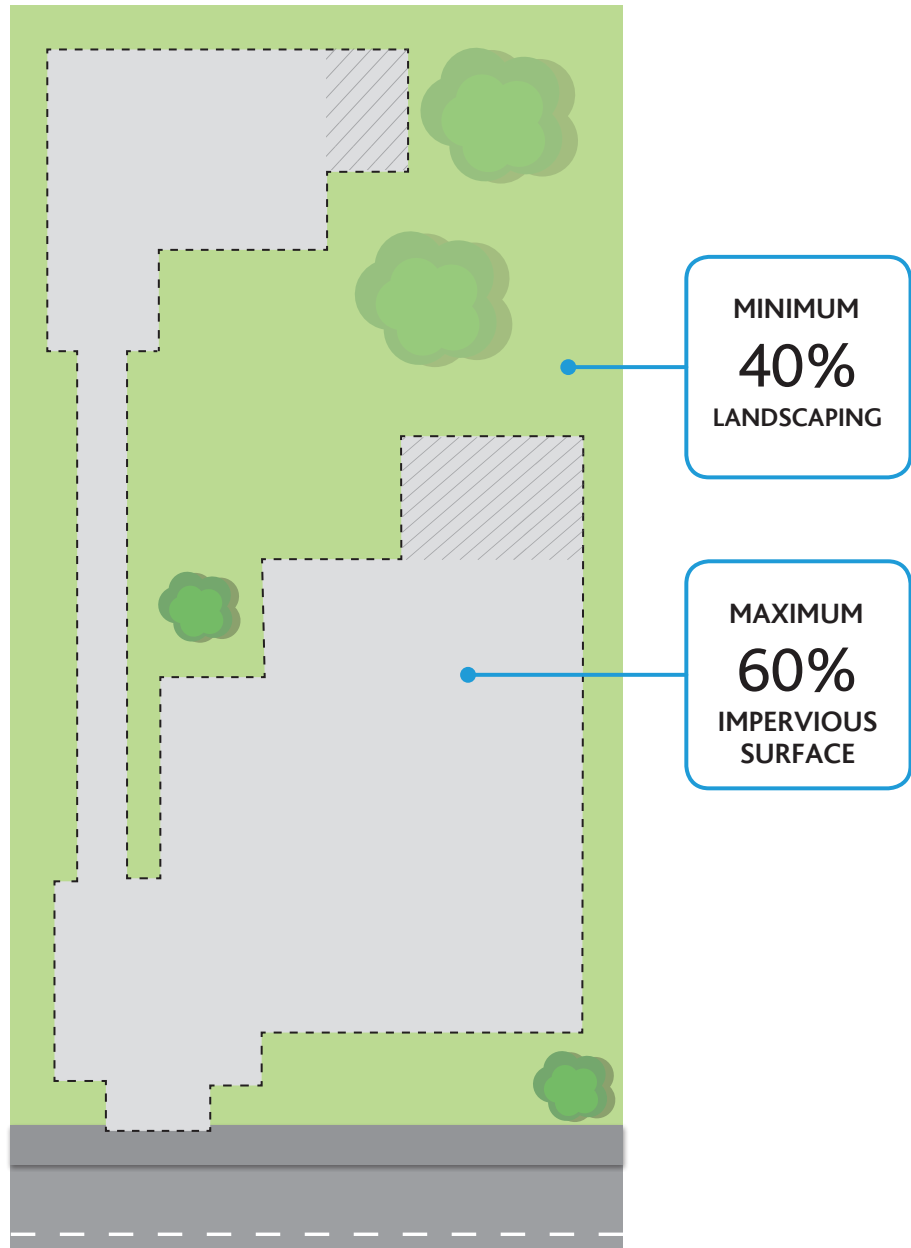 MINIMUM
40%
LANDSCAPING
MAXIMUM
60%
IMPERVIOUS
SURFACE